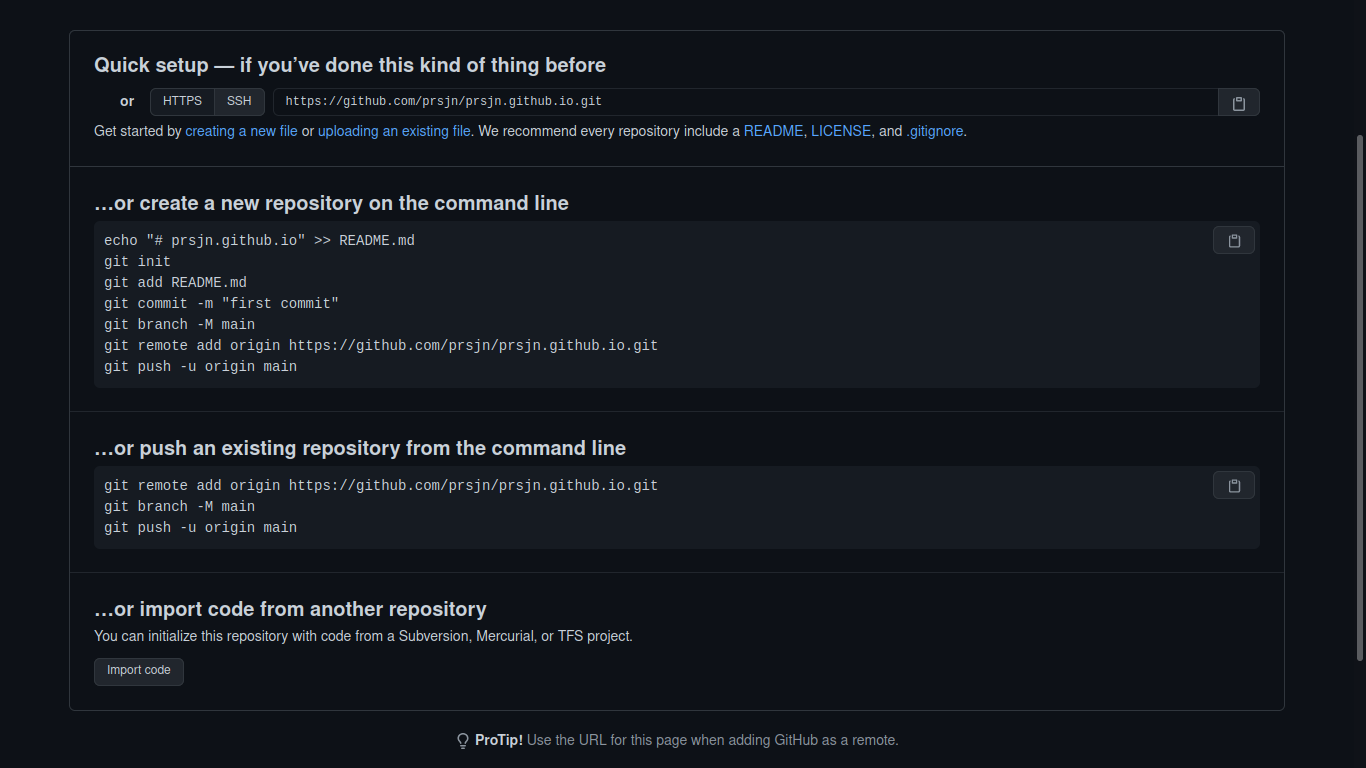 Quick setup — if you’ve done this kind of thing before
or HTTPS SSH https://github.com/prsjn/prsjn.github.io.git
Get started by creating a new file or uploading an existing file. We recommend every repository include a README, LICENSE, and .gitignore.
…or create a new repository on the command line
echo "# prsjn.github.io" >> README.md
git init
git add README.md
git commit -m "first commit"
git branch -M main
git remote add origin https://github.com/prsjn/prsjn.github.io.git
git push -u origin main
…or push an existing repository from the command line
git remote add origin https://github.com/prsjn/prsjn.github.io.git
git branch -M main
git push -u origin main
…or import code from another repository
You can initialize this repository with code from a Subversion, Mercurial, or TFS project.
Import code
ProTip! Use the URL for this page when adding GitHub as a remote.